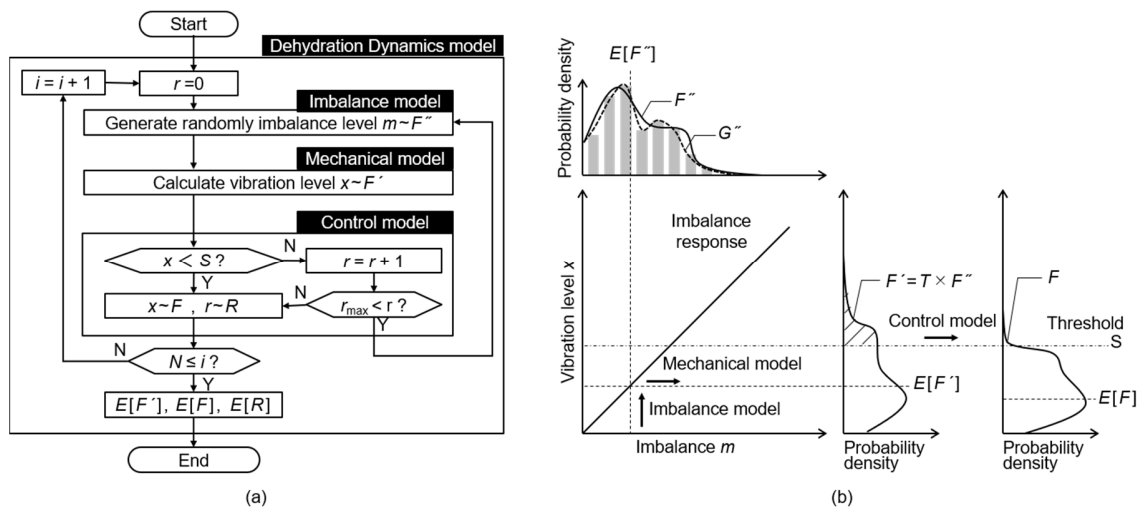 Start
Dehydration Dynamics model
i = i + 1
r =0
Imbalance model
Generate randomly imbalance level m~F″
Mechanical model
Calculate vibration level x~F′
Control model
x < S ?
N
r = r + 1
Y
x~F , r~R
N
rmax < r ?
Y
N
N ≤ i ?
Y
E[F′], E[F], E[R]
End
(a)
Probability density
E[F″]
F″
G″
Vibration level x
Imbalance
response
Mechanical model
Imbalance model
Imbalance m
F′=T × F″
Control model
F
Threshold
S
E[F′]
E[F]
Probability
density
Probability
density
(b)